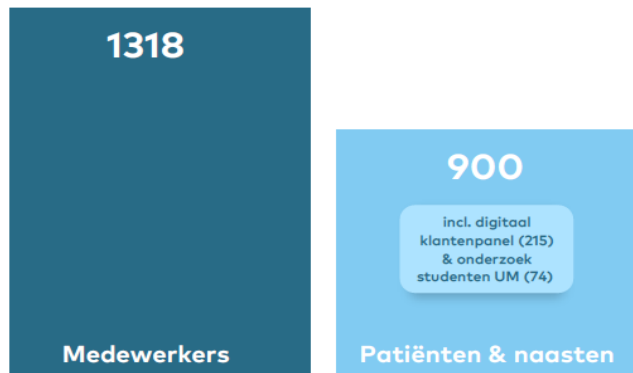 1318
Medewerkers
900
incl. digitaal
klantenpanel (215)
& onderzoek
studenten UM (74)
Patiënten & naasten